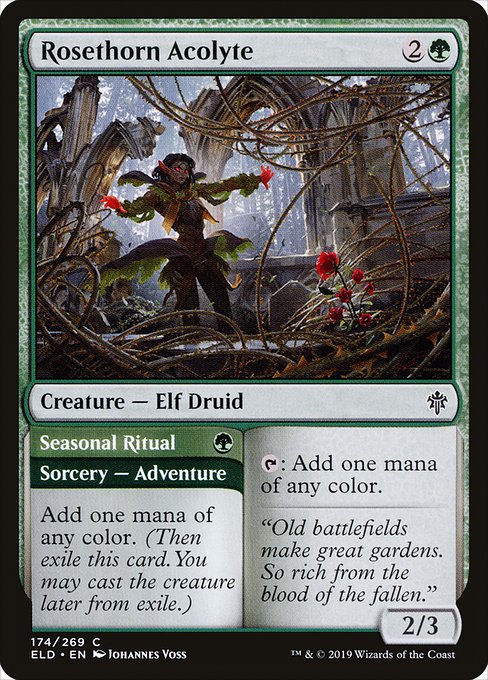 Rosethorn Acolyte 2
Creature — Elf Druid
Seasonal Ritual
Sorcery — Adventure
Add one mana of
any color. (Then
exile this card. You
may cast the creature
later from exile.)
: Add one mana
of any color.
“Old battlefields
make great gardens.
So rich from the
blood of the fallen.”
2/3
174/269 C
ELD • EN Johannes Voss
™ & © 2019 Wizards of the Coast